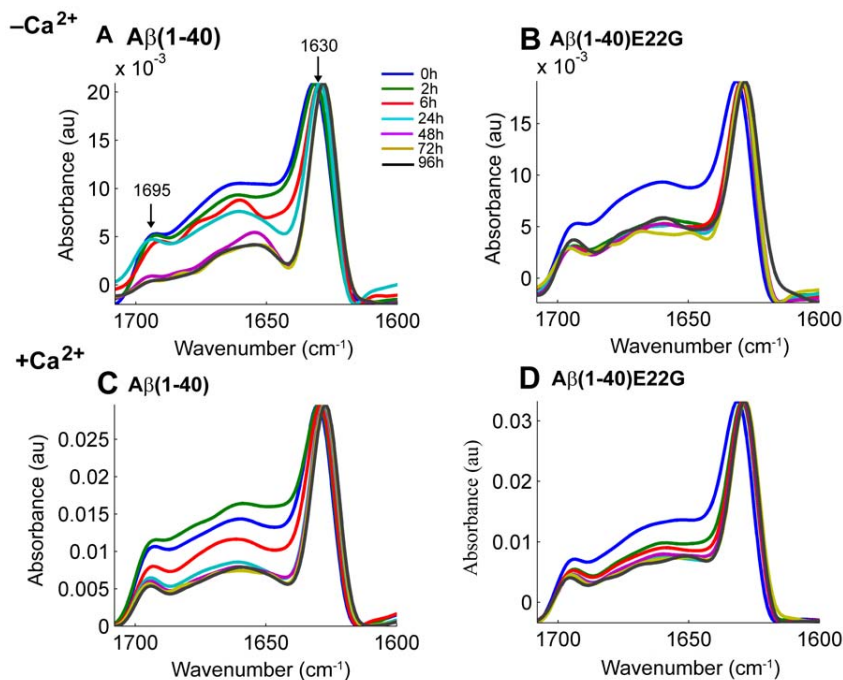 –Ca²⁺
A Aβ(1-40)
x 10⁻³
1630
1695
0h
2h
6h
24h
48h
72h
96h
20
15
10
5
0
Absorbance (au)
1700 1650 1600
Wavenumber (cm⁻¹)
B Aβ(1-40)E22G
x 10⁻³
15
10
5
0
Absorbance (au)
1700 1650 1600
Wavenumber (cm⁻¹)
+Ca²⁺
C Aβ(1-40)
0.025
0.02
0.015
0.01
0.005
0
Absorbance (au)
1700 1650 1600
Wavenumber (cm⁻¹)
D Aβ(1-40)E22G
0.03
0.02
0.01
0
Absorbance (au)
1700 1650 1600
Wavenumber (cm⁻¹)